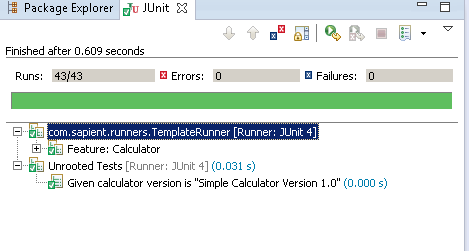 Package Explorer JUnit
Finished after 0.609 seconds
Runs: 43/43 Errors: 0 Failures: 0
com.sapient.runners.TemplateRunner [Runner: JUnit 4]
Feature: Calculator
Unrooted Tests [Runner: JUnit 4] (0.031 s)
Given calculator version is "Simple Calculator Version 1.0" (0.000 s)